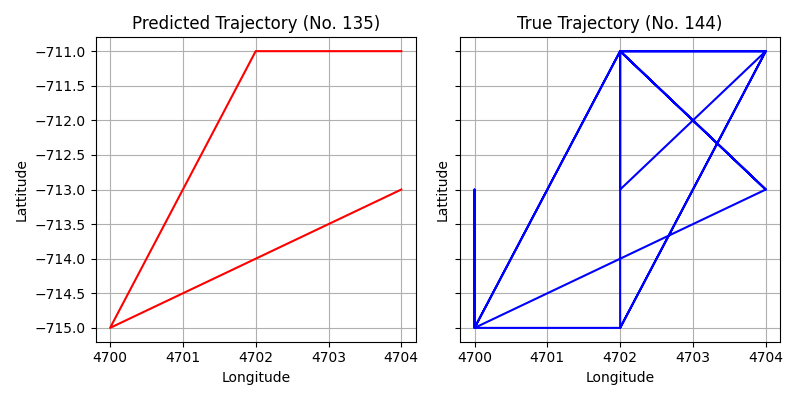 Predicted Trajectory (No. 135)
True Trajectory (No. 144)
Lattitude
−711.0
−711.5
−712.0
−712.5
−713.0
−713.5
−714.0
−714.5
−715.0
4700 4701 4702 4703 4704
Longitude
Lattitude
4700 4701 4702 4703 4704
Longitude